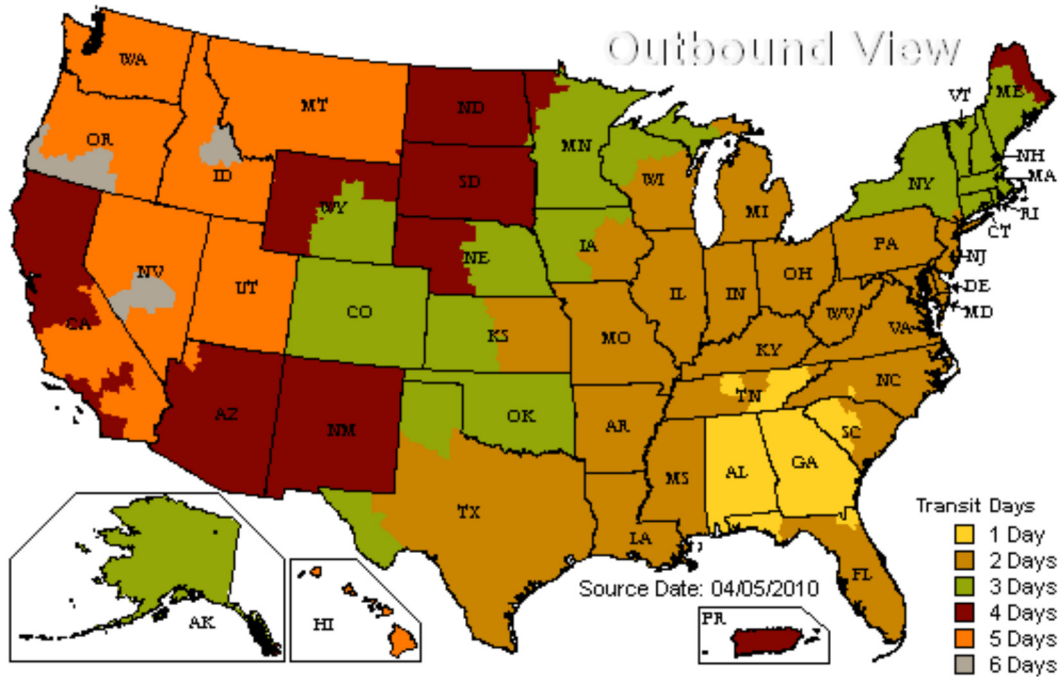 Outbound View
WA
MT
ND
VT
ME
OR
MN
ID
NH
SD
WI
MA
NY
WY
MI
RI
CT
IA
PA
NE
NJ
NV
OH
UT
IL
IN
DE
CO
WV
MD
CA
KS
MO
VA
KY
NC
TN
AZ
OK
AR
NM
SC
AL
GA
MS
TX
LA
FL
Transit Days
1 Day
2 Days
3 Days
4 Days
5 Days
6 Days
Source Date: 04/05/2010
AK
HI
PR